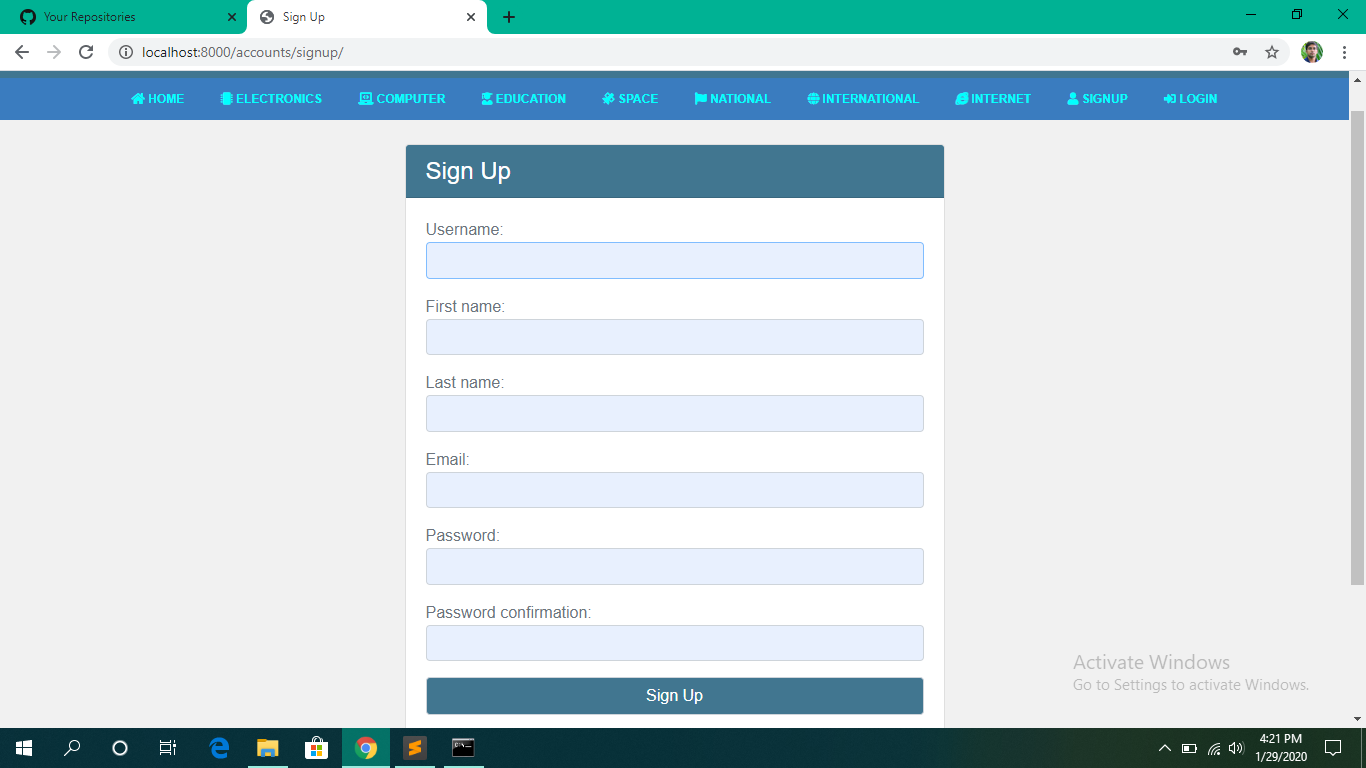 Your Repositories
Sign Up
localhost:8000/accounts/signup/
HOME ELECTRONICS COMPUTER EDUCATION SPACE NATIONAL INTERNATIONAL INTERNET SIGNUP LOGIN
Sign Up
Username:
First name:
Last name:
Email:
Password:
Password confirmation:
Sign Up
Activate Windows
Go to Settings to activate Windows.
4:21 PM
1/29/2020